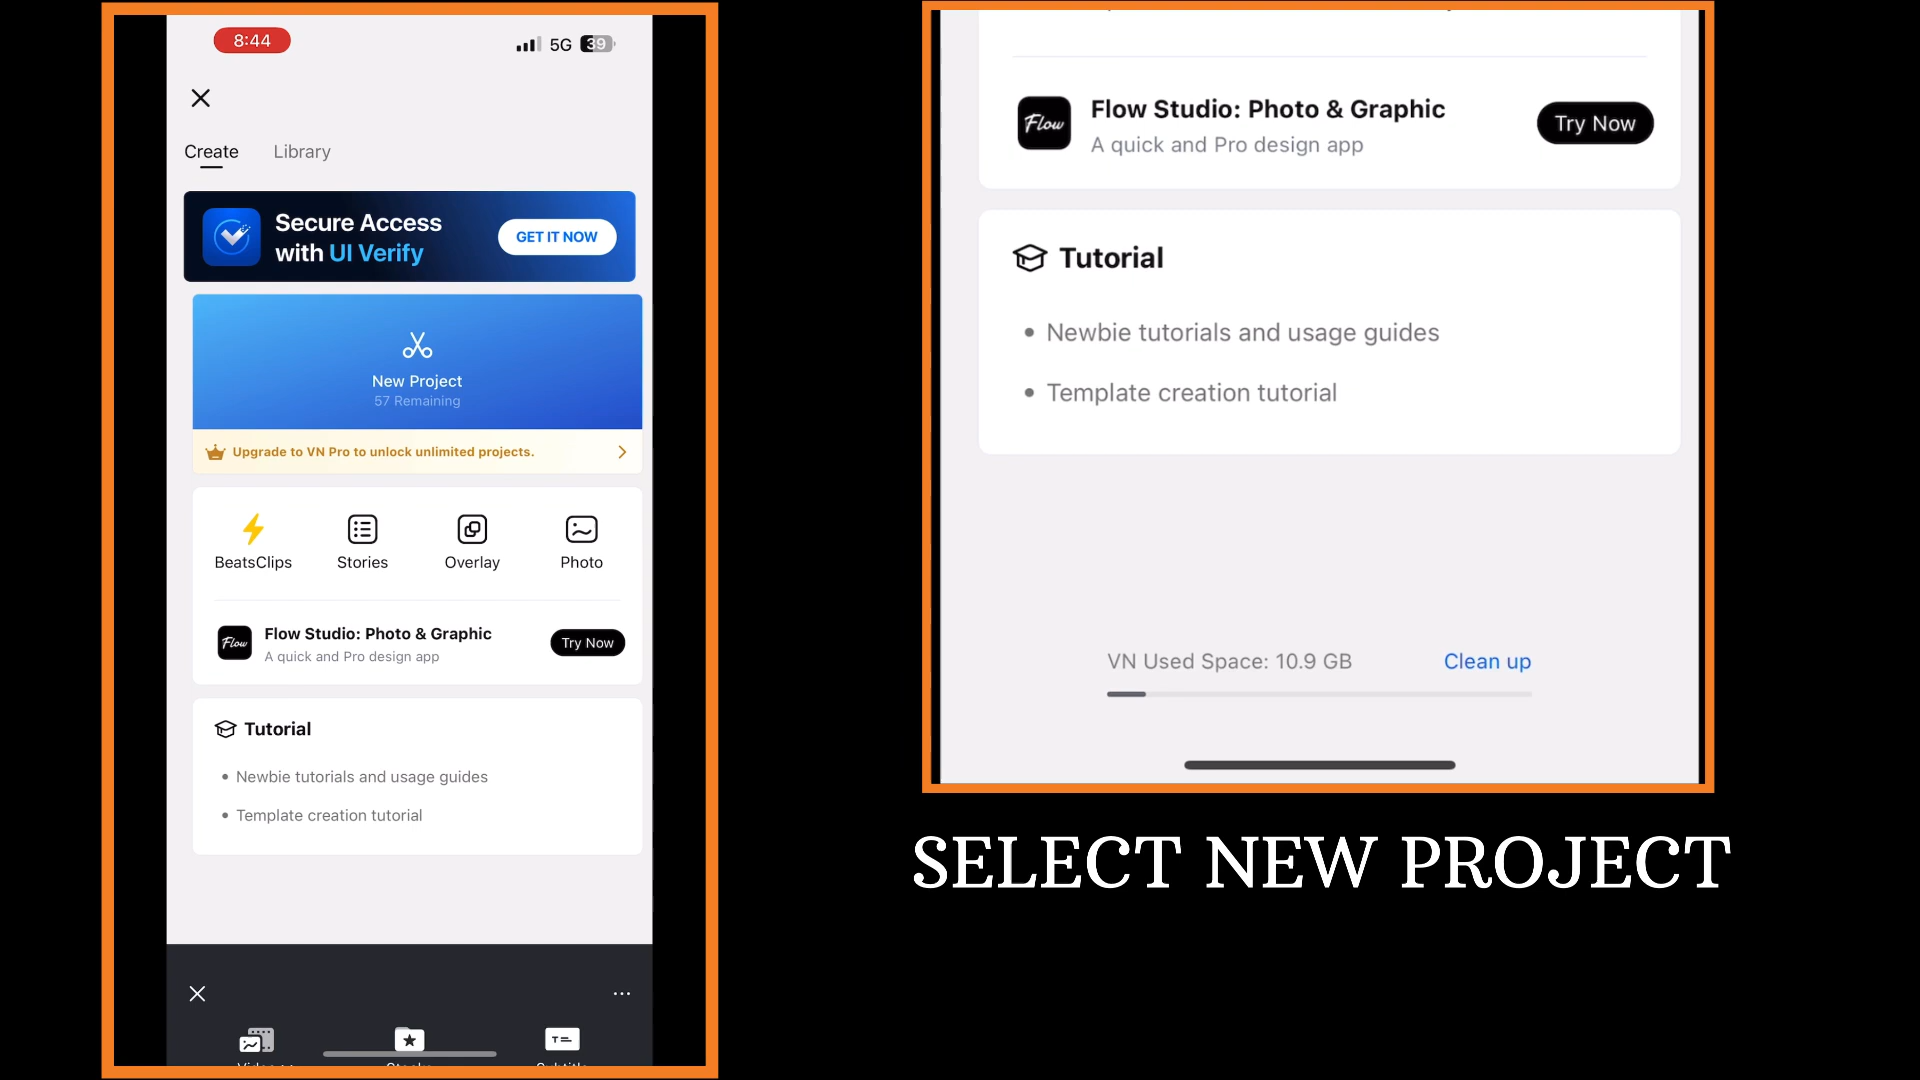 8:44
5G 39
Create Library
Secure Access
with UI Verify
GET IT NOW
New Project
57 Remaining
Upgrade to VN Pro to unlock unlimited projects.
BeatsClips Stories Overlay Photo
Flow
Flow Studio: Photo & Graphic
A quick and Pro design app
Try Now
Tutorial
• Newbie tutorials and usage guides
• Template creation tutorial
Flow
Flow Studio: Photo & Graphic
A quick and Pro design app
Try Now
Tutorial
• Newbie tutorials and usage guides
• Template creation tutorial
VN Used Space: 10.9 GB Clean up
SELECT NEW PROJECT